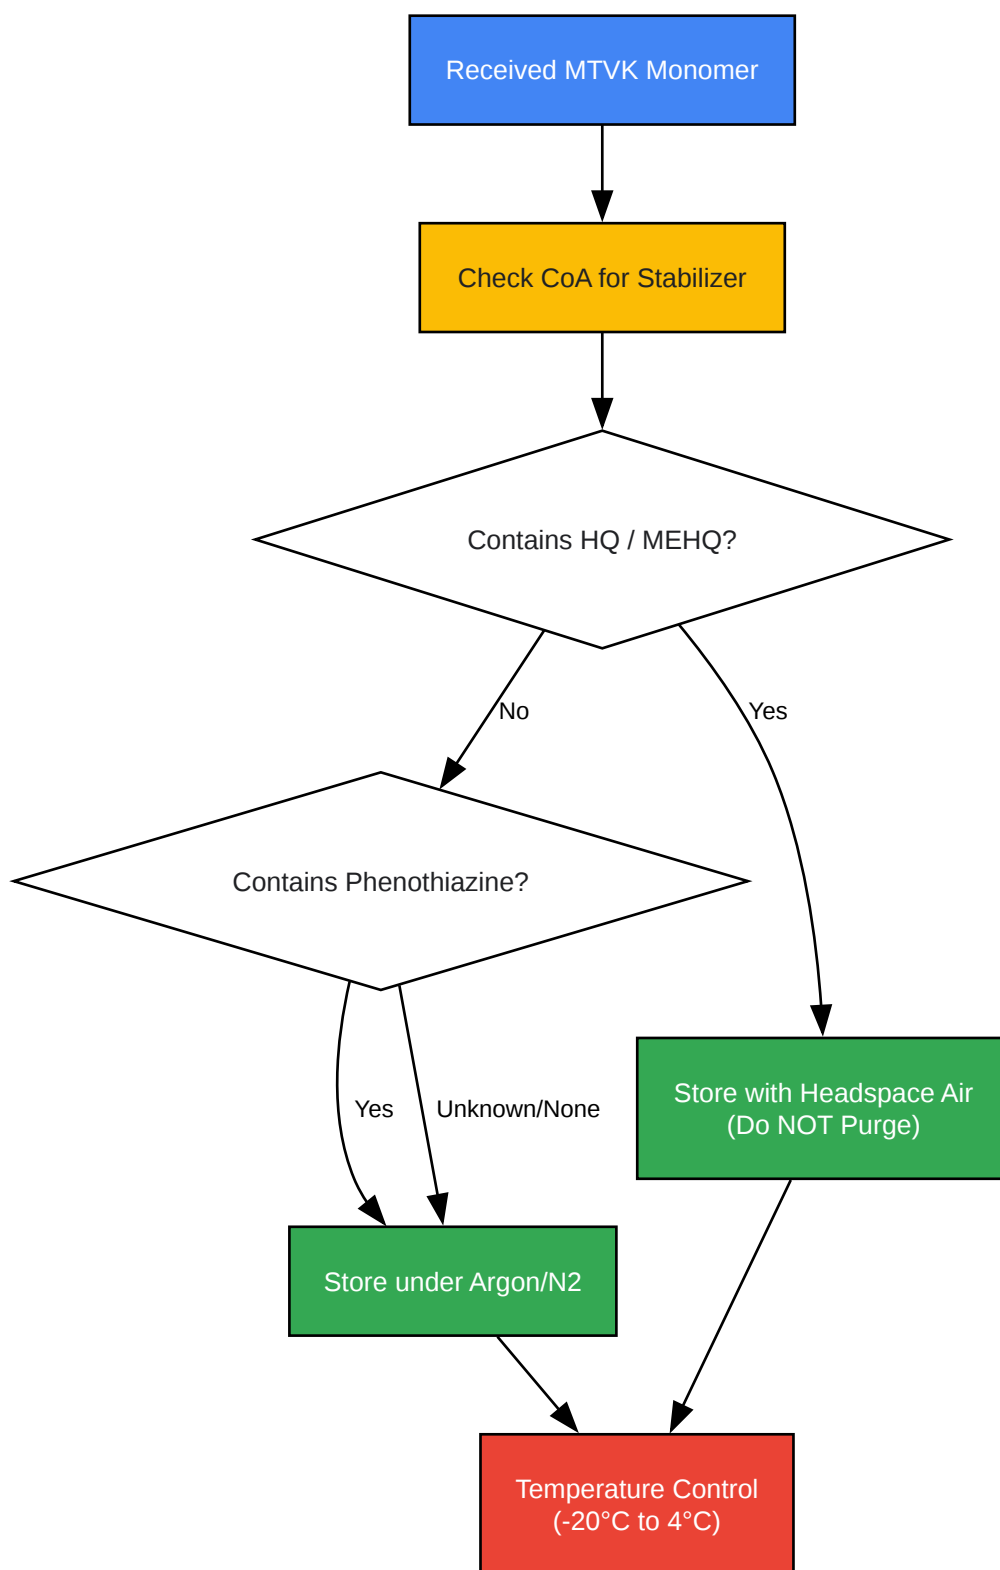 Received MTVK Monomer
Check CoA for Stabilizer
Contains HQ / MEHQ?
No
Yes
Contains Phenothiazine?
Yes
Unknown/None
Store with Headspace Air
(Do NOT Purge)
Store under Argon/N2
Temperature Control
(-20°C to 4°C)